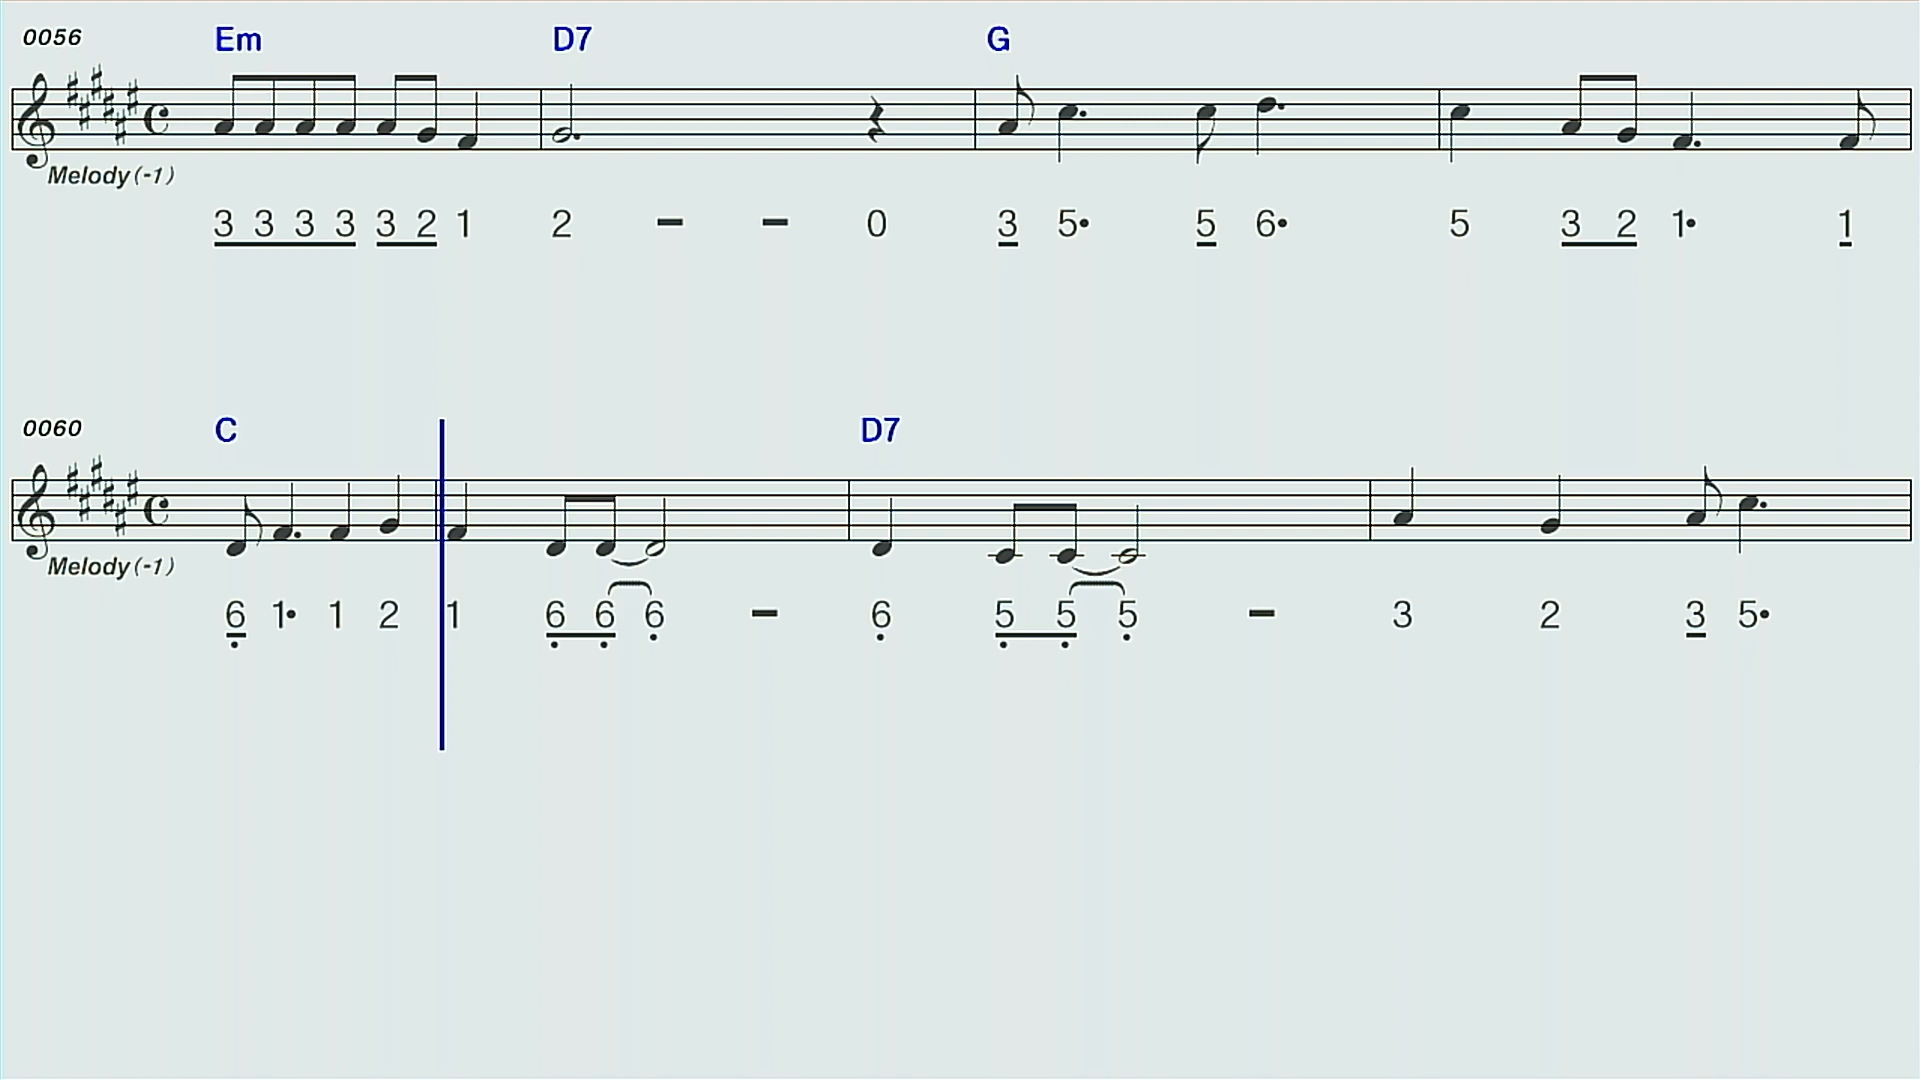 0056 Em D7 G
Melody(-1)
3 3 3 3 3 2 1 2 - - 0 3 5• 5 6• 5 3 2 1• 1
0060 C D7
Melody(-1)
6 1• 1 2 1 6 6 6 - 6 5 5 5 - 3 2 3 5•